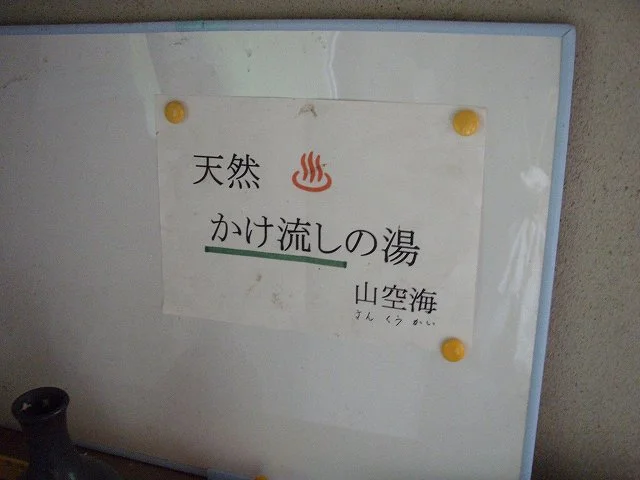 天然 ♨
かけ流しの湯
山空海
さんくうかい